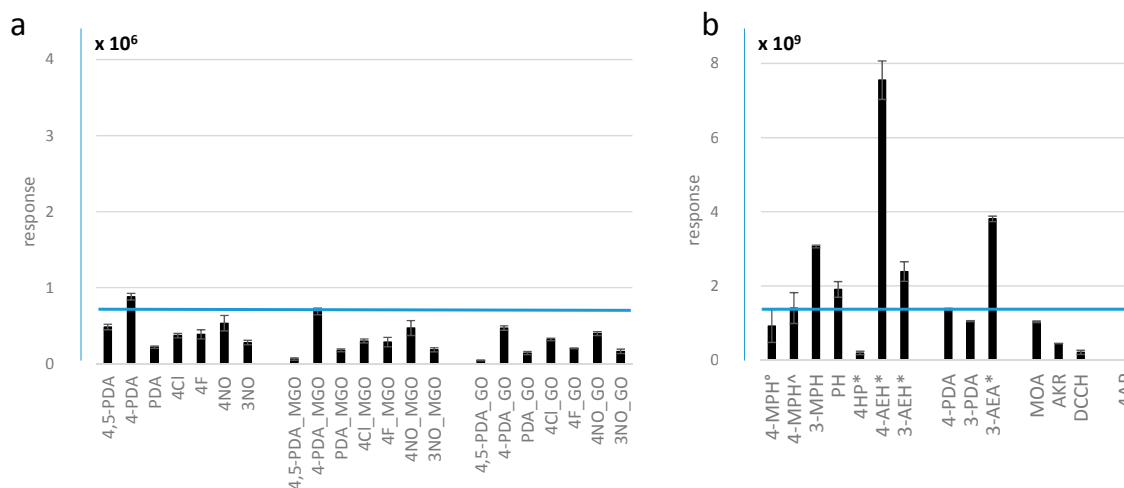 a
x 10⁶
4
3
2
1
0
response
4,5-PDA
4-PDA
PDA
4Cl
4F
4NO
3NO
4,5-PDA_MGO
4-PDA_MGO
PDA_MGO
4Cl_MGO
4F_MGO
4NO_MGO
3NO_MGO
4,5-PDA_GO
4-PDA_GO
PDA_GO
4Cl_GO
4F_GO
4NO_GO
3NO_GO
b
x 10⁹
8
6
4
2
0
response
4-MPH°
4-MPH^
3-MPH
PH
4HP*
4-AEH*
3-AEH*
4-PDA
3-PDA
3-AEA*
MOA
AKR
DCCH